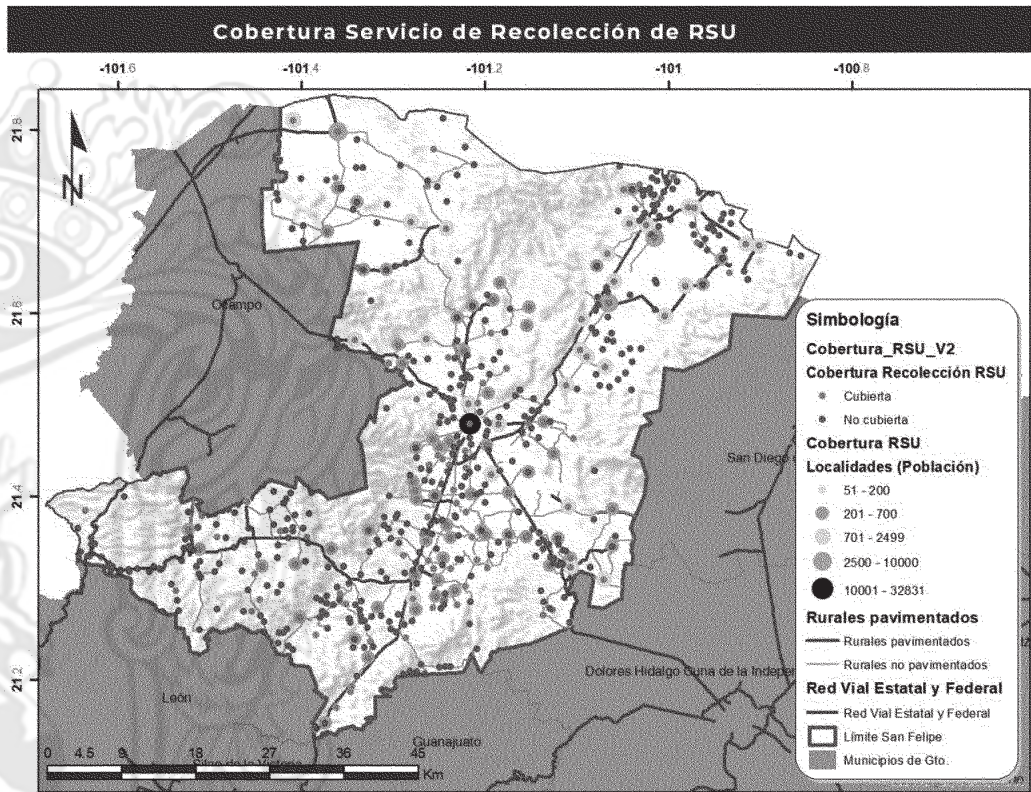 Cobertura Servicio de Recolección de RSU
-101.6 -101.4 -101.2 -101 -100.8
21.8
21.6
21.4
21.2
N
Ocampo
San Diego
León
Guanajuato
Dolores Hidalgo Cuna de la Indepen
0 4.5 9 18 27 36 45
Km
Simbología
Cobertura_RSU_V2
Cobertura Recolección RSU
Cubierta
No cubierta
Cobertura RSU
Localidades (Población)
51 - 200
201 - 700
701 - 2499
2500 - 10000
10001 - 32831
Rurales pavimentados
Rurales pavimentados
Rurales no pavimentados
Red Vial Estatal y Federal
Red Vial Estatal y Federal
Límite San Felipe
Municipios de Gto.